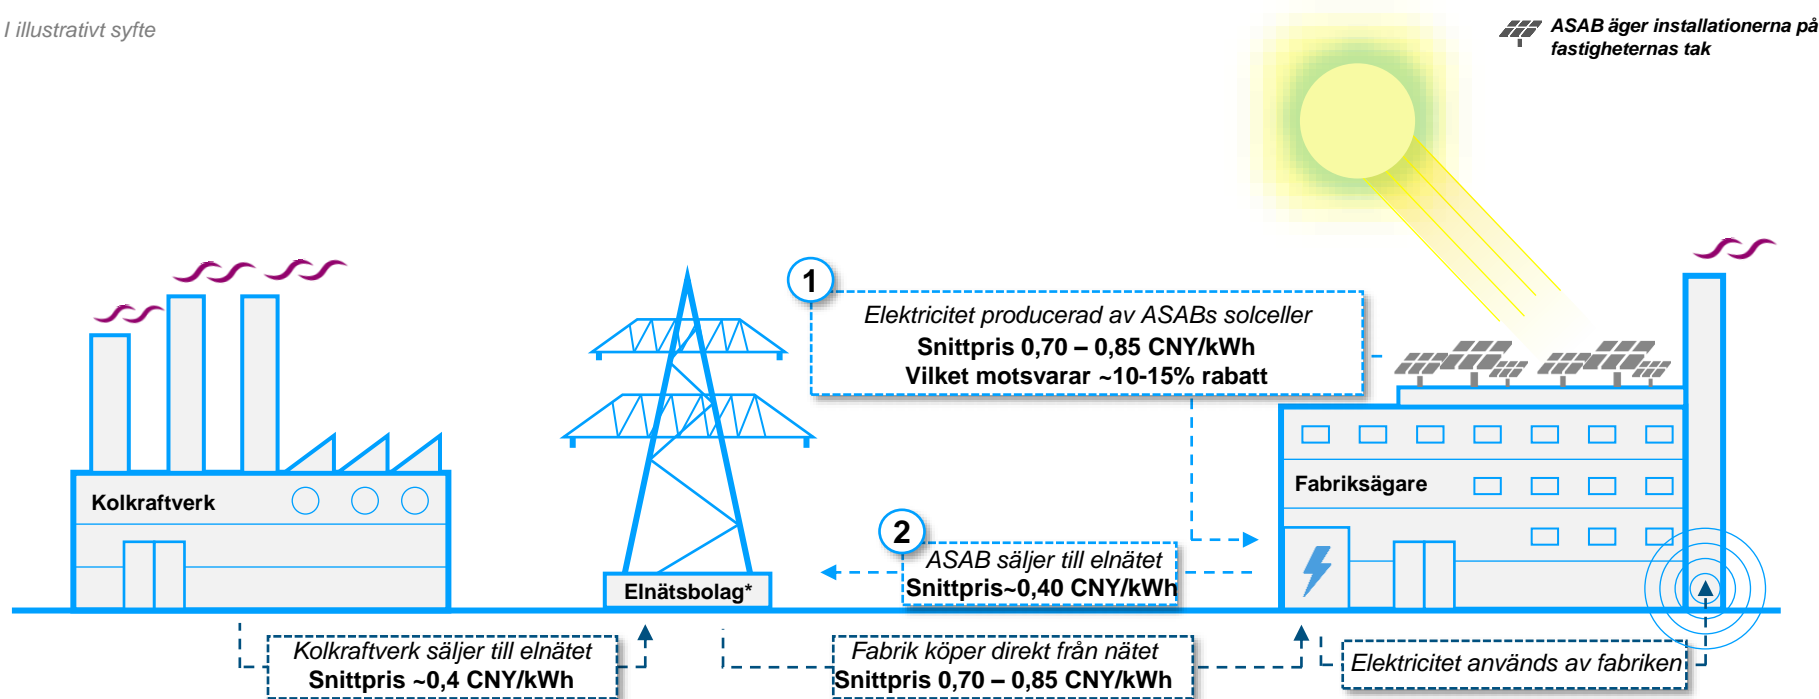 I illustrativt syfte
ASAB äger installationerna på
fastigheternas tak
1
Elektricitet producerad av ASABs solceller
Snittpris 0,70 – 0,85 CNY/kWh
Vilket motsvarar ~10-15% rabatt
Kolkraftverk
Fabriksägare
2
ASAB säljer till elnätet
Snittpris~0,40 CNY/kWh
Elnätsbolag*
Kolkraftverk säljer till elnätet
Snittpris ~0,4 CNY/kWh
Fabrik köper direkt från nätet
Snittpris 0,70 – 0,85 CNY/kWh
Elektricitet används av fabriken